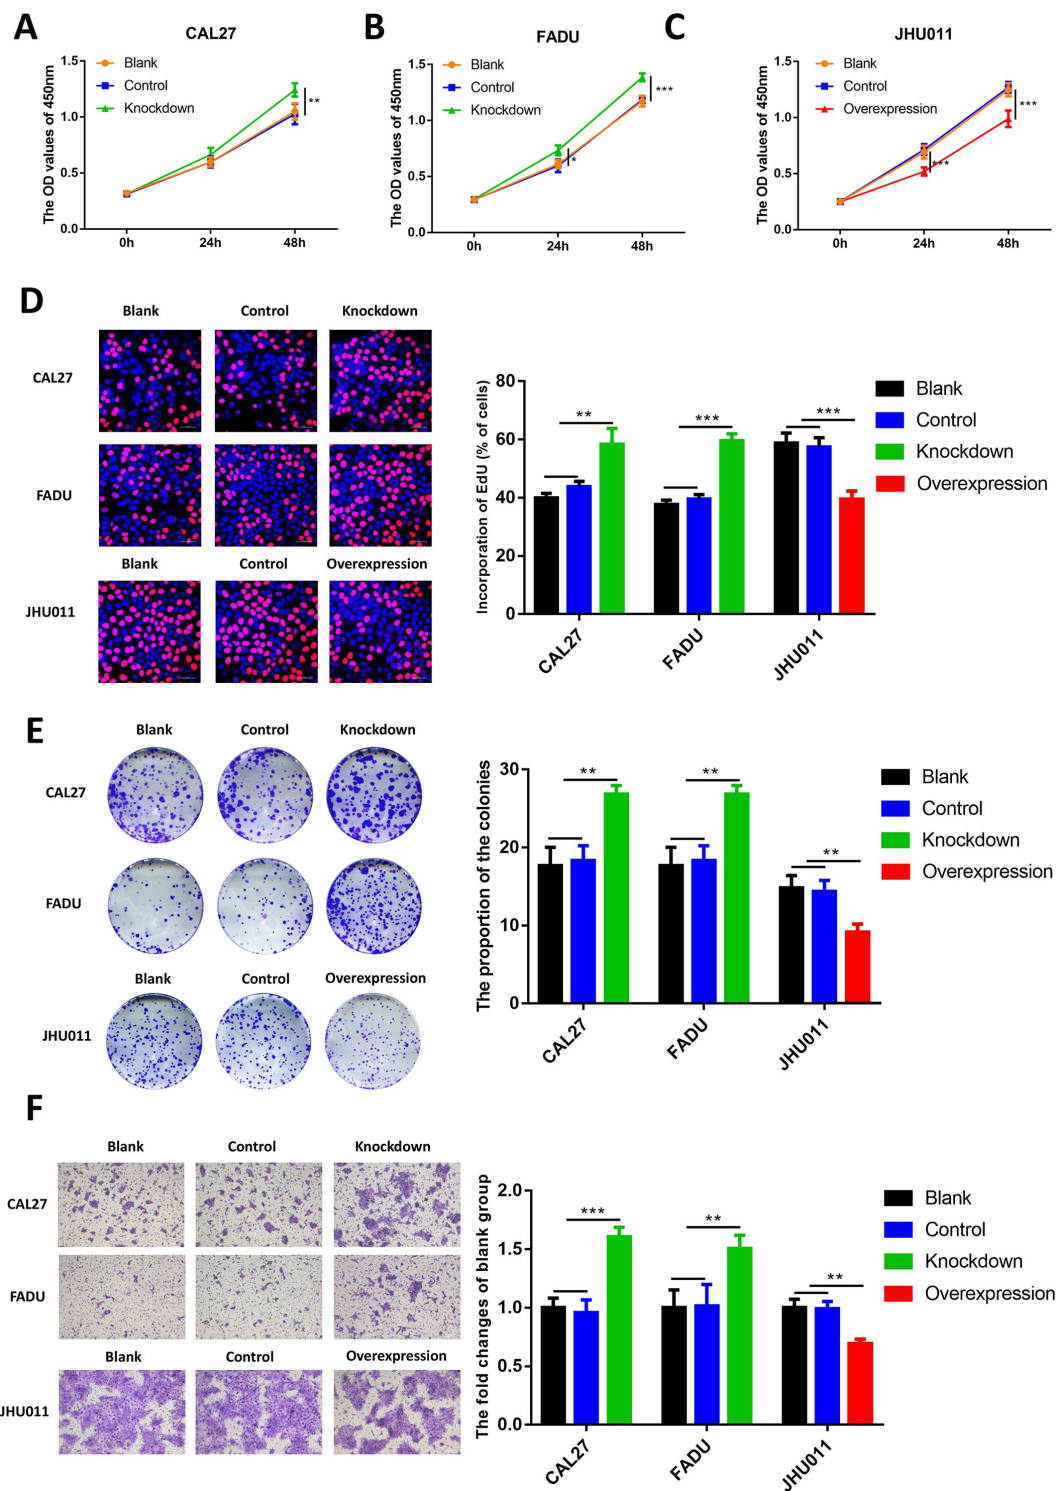 A
CAL27
The OD values of 450nm
1.5
1.0
0.5
0.0
Blank
Control
Knockdown
**
0h
24h
48h
B
FADU
The OD values of 450nm
1.5
1.0
0.5
0.0
Blank
Control
Knockdown
***
*
0h
24h
48h
C
JHU011
The OD values of 450nm
1.5
1.0
0.5
0.0
Blank
Control
Overexpression
***
***
0h
24h
48h
D
Blank
Control
Knockdown
CAL27
FADU
Blank
Control
Overexpression
JHU011
Incorporation of EdU (% of cells)
80
60
40
20
0
**
***
***
CAL27
FADU
JHU011
Blank
Control
Knockdown
Overexpression
E
Blank
Control
Knockdown
CAL27
FADU
Blank
Control
Overexpression
JHU011
The proportion of the colonies
30
20
10
0
**
**
**
CAL27
FADU
JHU011
Blank
Control
Knockdown
Overexpression
F
Blank
Control
Knockdown
CAL27
FADU
Blank
Control
Overexpression
JHU011
The fold changes of blank group
2.0
1.5
1.0
0.5
0.0
***
**
**
CAL27
FADU
JHU011
Blank
Control
Knockdown
Overexpression